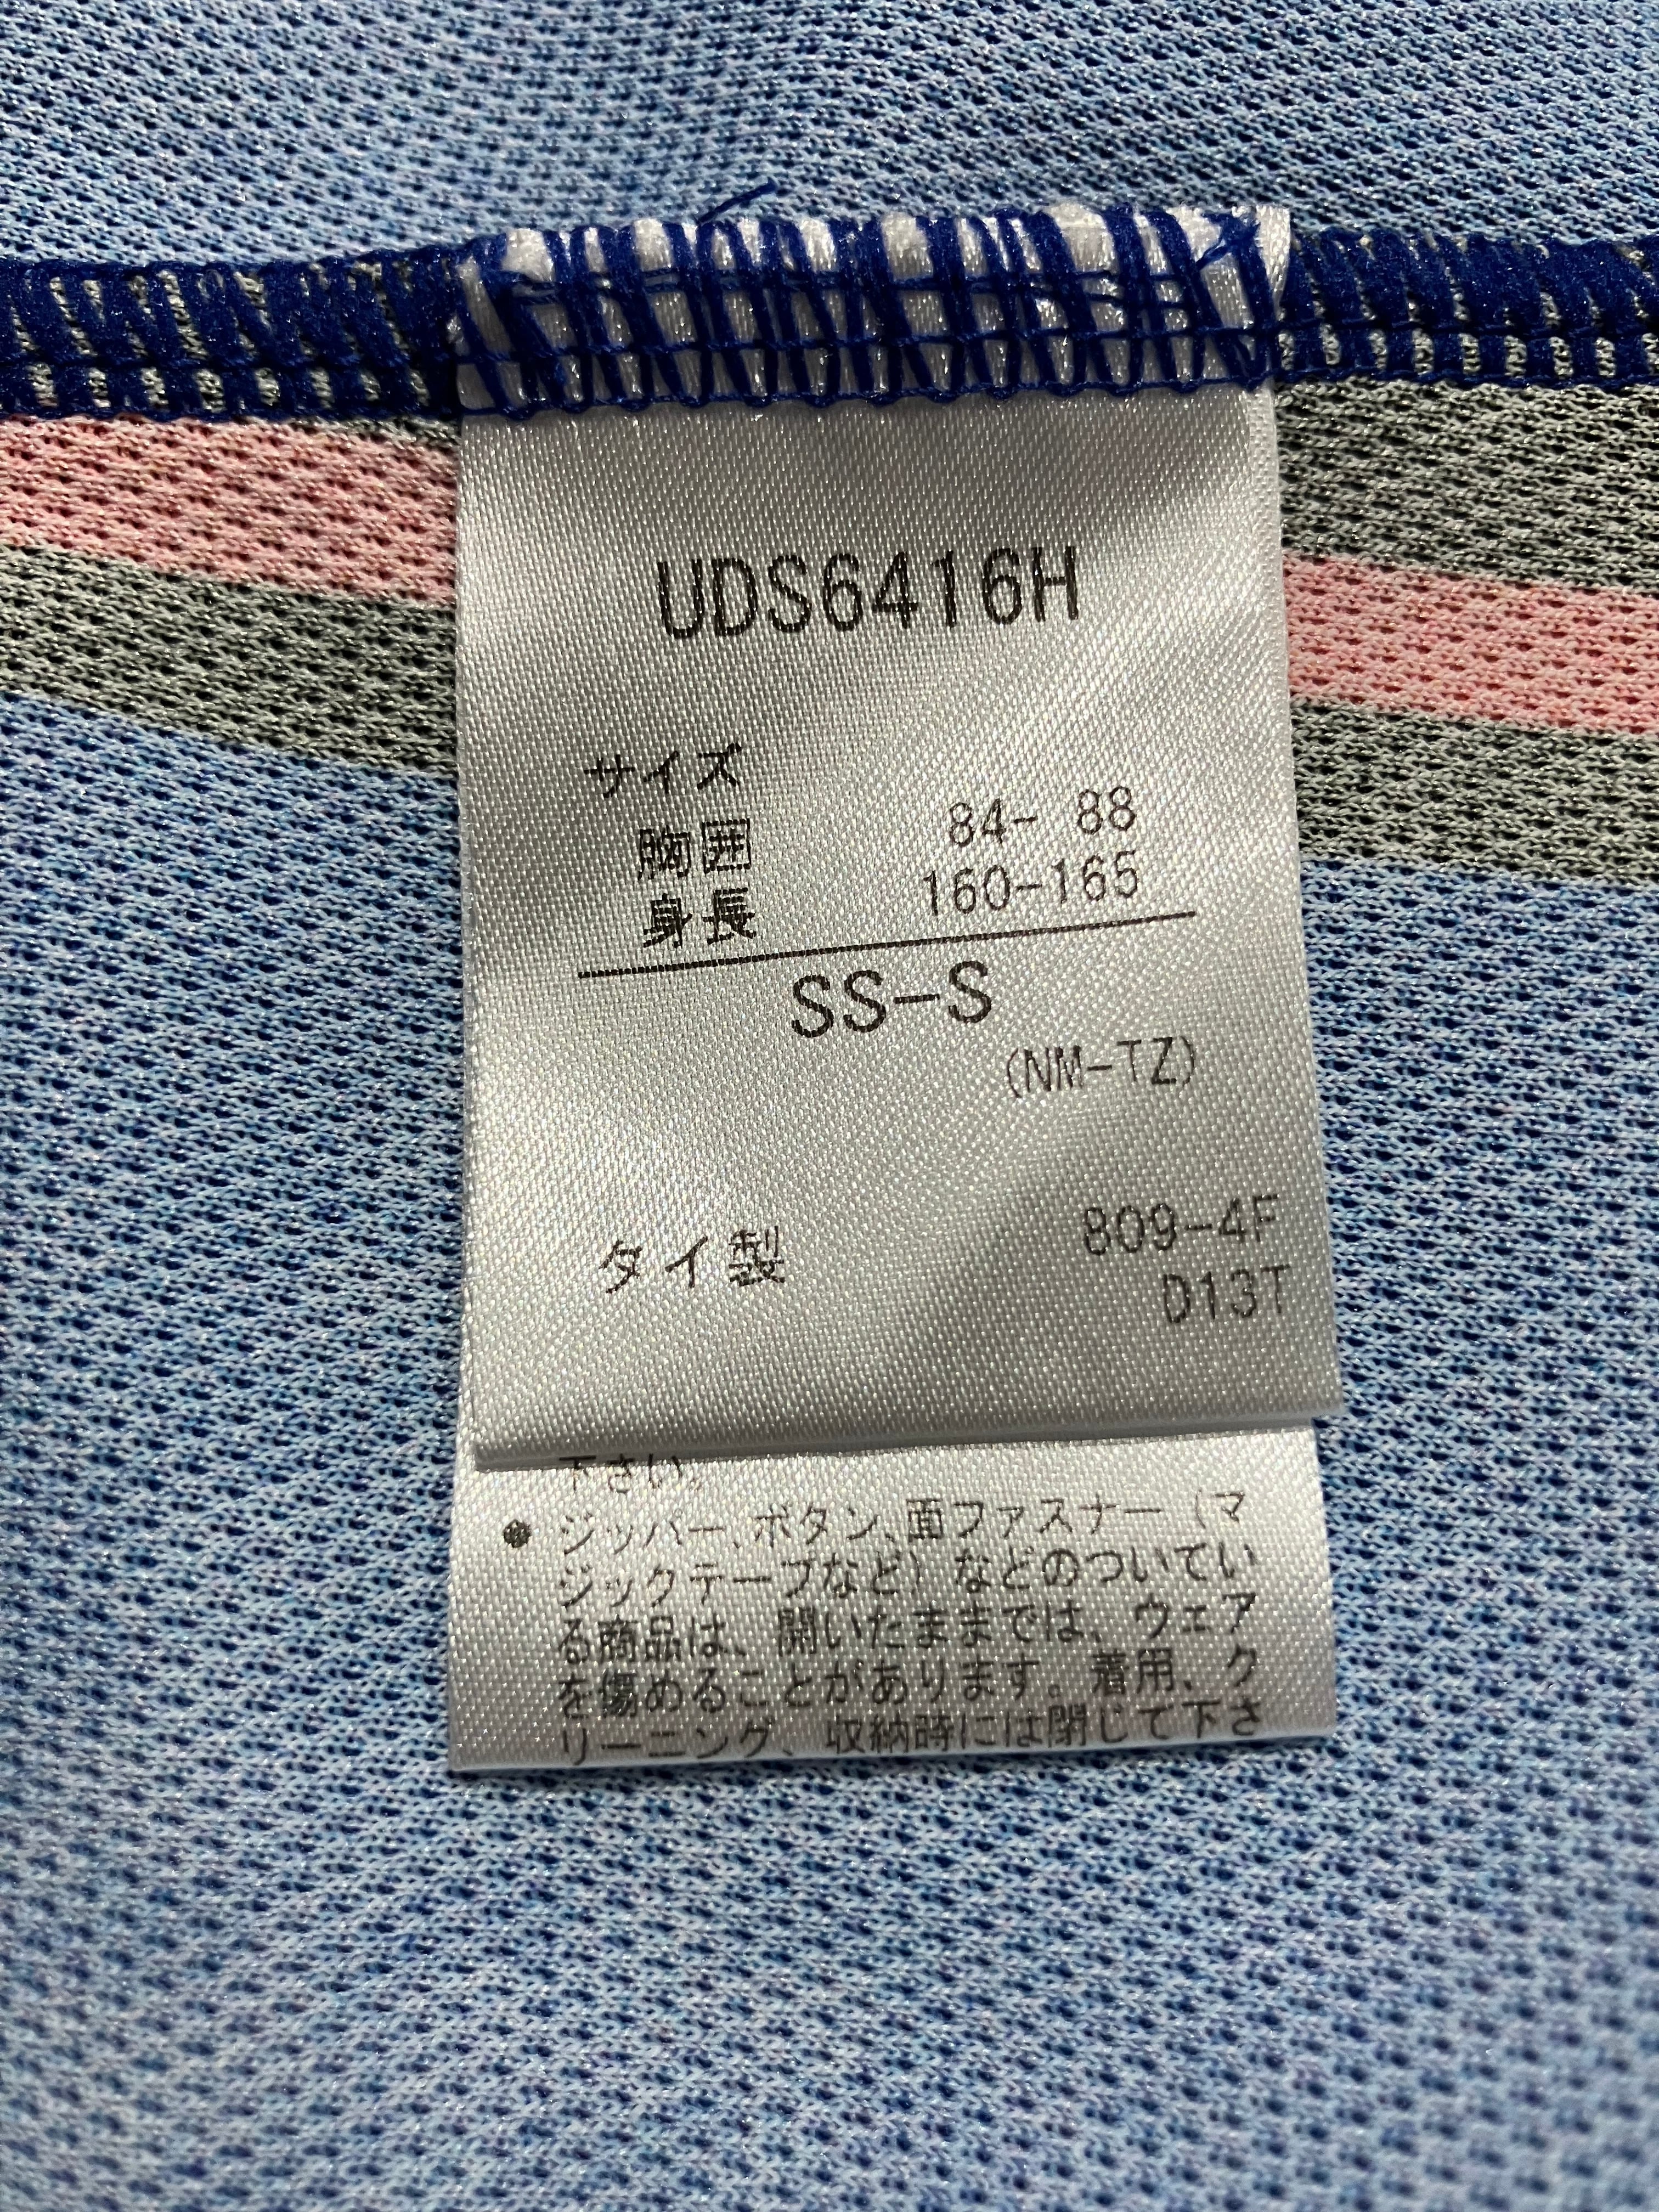 UDS6416H
サイズ
胸囲 84- 88
身長 160-165
SS-S
(NM-TZ)
タイ製 809-4F
D13T
下さい。
● ジッパー、ボタン、面ファスナー（マ
ジックテープなど）などのついてい
る商品は、開いたままでは、ウェア
を傷めることがあります。着用、ク
リーニング、収納時には閉じて下さ